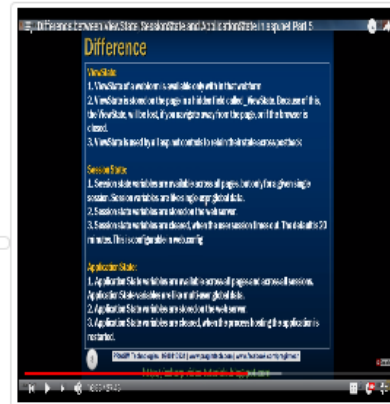 Difference between ViewState, SessionState and ApplicationState in asp.net Part 5
Difference
ViewState:
1. ViewState of a webform is available only with in that webform
2. ViewState is stored on the page in a hidden field called _ViewState. Because of this,
the ViewState, will be lost, if you navigate away from the page, or if the browser is
closed.
3. ViewState is used by all asp.net controls to retain their state across postback
Session State:
1. Session state variables are available across all pages, but only for a given single
session. Session variables are like single-user global data.
2. Session state variables are stored on the web server.
3. Session state variables are cleared, when the user session times out. The default is 20
minutes. This is configurable in web.config
Application State:
1. Application State variables are available across all pages and across all sessions.
Application State variables are like multi-user global data.
2. Application State variables are stored on the web server.
3. Application State variables are cleared, when the process hosting the application is
restarted.